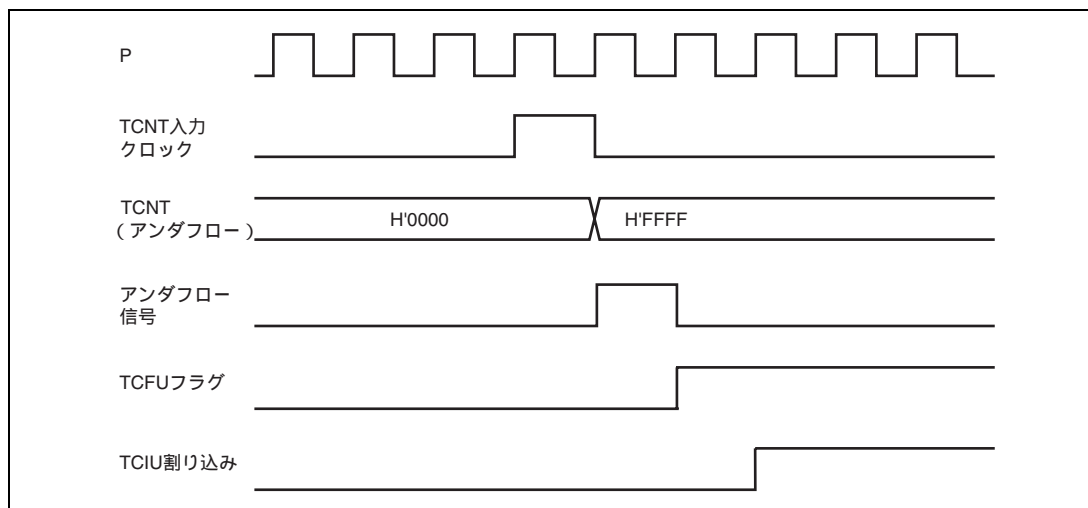 P
TCNT入力
クロック
TCNT
（アンダフロー）
H'0000
H'FFFF
アンダフロー
信号
TCFUフラグ
TCIU割り込み